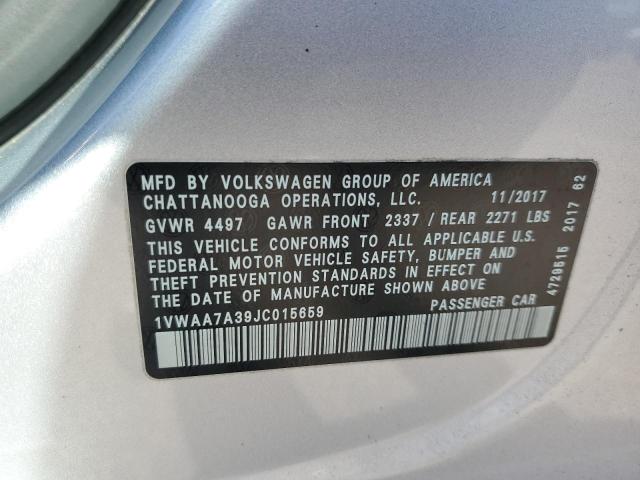 MFD BY VOLKSWAGEN GROUP OF AMERICA
CHATTANOOGA OPERATIONS, LLC. 11/2017
GVWR 4497 GAWR FRONT 2337 / REAR 2271 LBS
THIS VEHICLE CONFORMS TO ALL APPLICABLE U.S.
FEDERAL MOTOR VEHICLE SAFETY, BUMPER AND
THEFT PREVENTION STANDARDS IN EFFECT ON
THE DATE OF MANUFACTURE SHOWN ABOVE
1VWAA7A39JC015659 PASSENGER CAR
4729515 2017 62